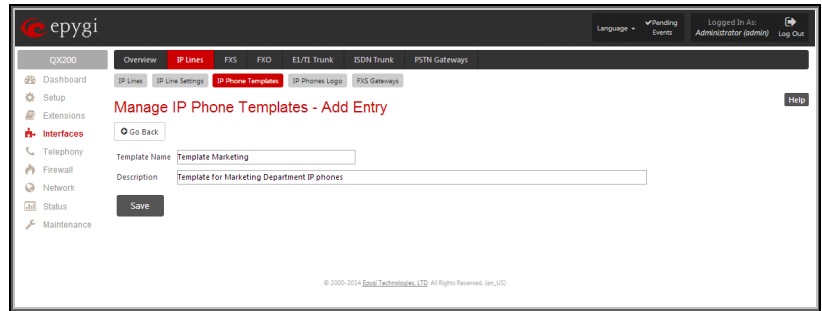 epygi
Language
Pending Events
Logged In As:
Administrator (admin)
Log Out
QX200
Dashboard
Setup
Extensions
Interfaces
Telephony
Firewall
Network
Status
Maintenance
Overview IP Lines FXS FXO E1/T1 Trunk ISDN Trunk PSTN Gateways
IP Lines IP Line Settings IP Phone Templates IP Phones Logo FXS Gateways
Manage IP Phone Templates - Add Entry
Help
Go Back
Template Name Template Marketing
Description Template for Marketing Department IP phones
Save
© 2000-2014 Epygi Technologies, LTD. All Rights Reserved. (en_US)